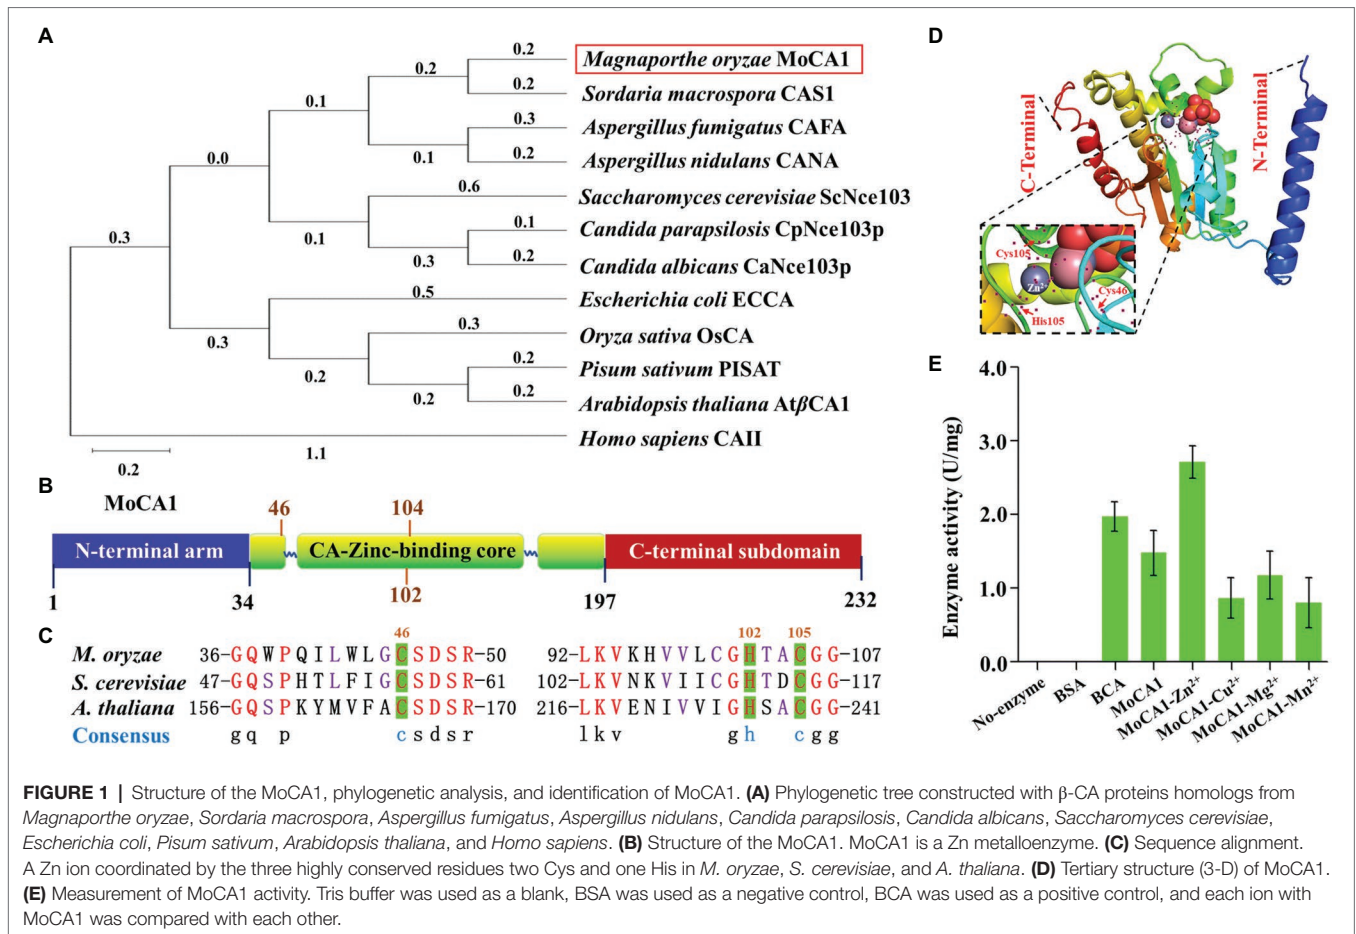 A
0.2
Magnaporthe oryzae MoCA1
0.2
0.2
Sordaria macrospora CAS1
0.1
0.3
Aspergillus fumigatus CAFA
0.1
0.2
Aspergillus nidulans CANA
0.0
0.6
Saccharomyces cerevisiae ScNce103
0.1
0.1
Candida parapsilosis CpNce103p
0.3
0.2
Candida albicans CaNce103p
0.3
0.5
Escherichia coli ECCA
0.3
0.3
Oryza sativa OsCA
0.2
0.2
Pisum sativum PISAT
0.2
0.2
Arabidopsis thaliana AtβCA1
Homo sapiens CAII
1.1
0.2
B
MoCA1
46
104
N-terminal arm
CA-Zinc-binding core
C-terminal subdomain
1
34
102
197
232
C
46
102
105
M. oryzae 36-GQWPQILWLGCSDSR-50 92-LKVKHVVLCGHTACGG-107
S. cerevisiae 47-GQSPHTLFIGCSDSR-61 102-LKVNKVIICGHTDCGG-117
A. thaliana 156-GQSPKYMVFACSDSR-170 216-LKVENIVVIGHSACGG-241
Consensus gq p csdsr lkv gh cgg
D
C-Terminal
N-Terminal
Cys105
Zn²⁺
Cys46
His105
E
Enzyme activity (U/mg)
4.0
3.0
2.0
1.0
0.0
No-enzyme
BSA
BCA
MoCA1
MoCA1-Zn²⁺
MoCA1-Cu²⁺
MoCA1-Mg²⁺
MoCA1-Mn²⁺
FIGURE 1 | Structure of the MoCA1, phylogenetic analysis, and identification of MoCA1. (A) Phylogenetic tree constructed with β-CA proteins homologs from
Magnaporthe oryzae, Sordaria macrospora, Aspergillus fumigatus, Aspergillus nidulans, Candida parapsilosis, Candida albicans, Saccharomyces cerevisiae,
Escherichia coli, Pisum sativum, Arabidopsis thaliana, and Homo sapiens. (B) Structure of the MoCA1. MoCA1 is a Zn metalloenzyme. (C) Sequence alignment.
A Zn ion coordinated by the three highly conserved residues two Cys and one His in M. oryzae, S. cerevisiae, and A. thaliana. (D) Tertiary structure (3-D) of MoCA1.
(E) Measurement of MoCA1 activity. Tris buffer was used as a blank, BSA was used as a negative control, BCA was used as a positive control, and each ion with
MoCA1 was compared with each other.